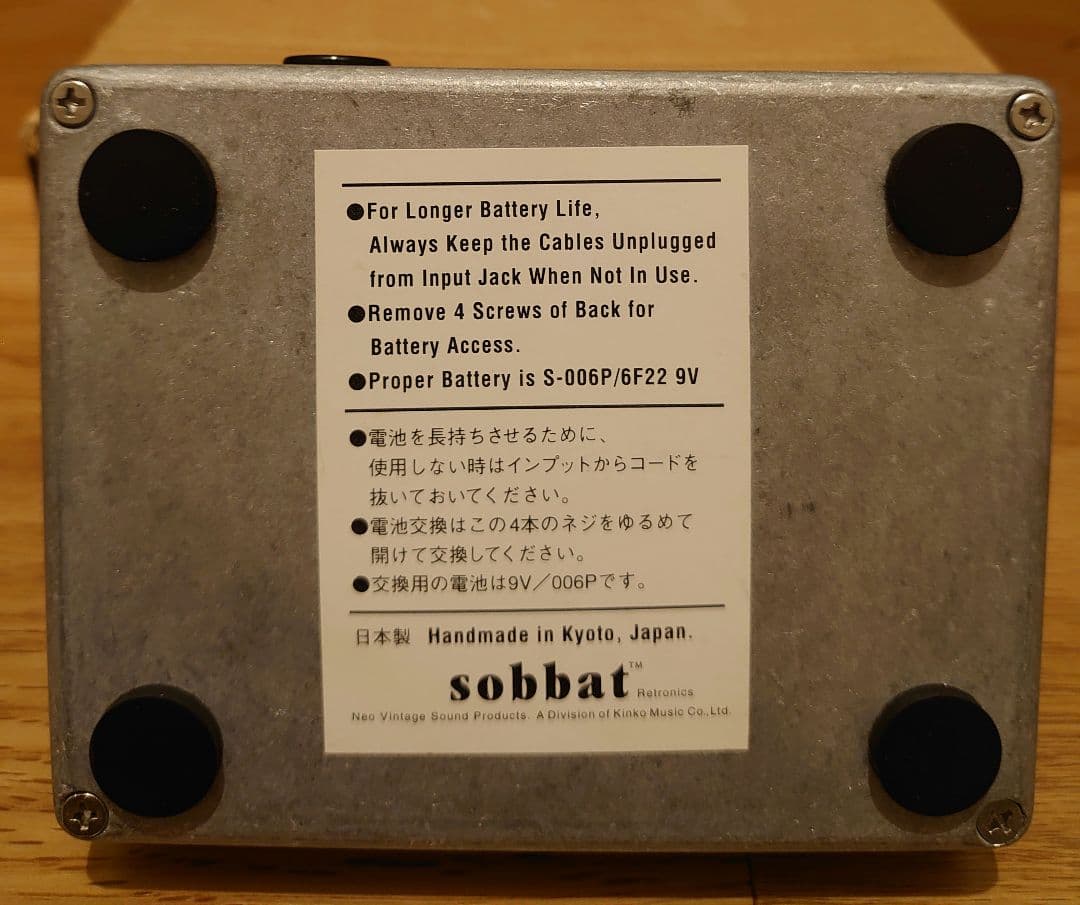 ●For Longer Battery Life,
Always Keep the Cables Unplugged
from Input Jack When Not In Use.
●Remove 4 Screws of Back for
Battery Access.
●Proper Battery is S-006P/6F22 9V
●電池を長持ちさせるために、
使用しない時はインプットからコードを
抜いておいてください。
●電池交換はこの4本のネジをゆるめて
開けて交換してください。
●交換用の電池は9V／006Pです。
日本製 Handmade in Kyoto, Japan.
sobbat™ Retronics
Neo Vintage Sound Products. A Division of Kinko Music Co.,Ltd.